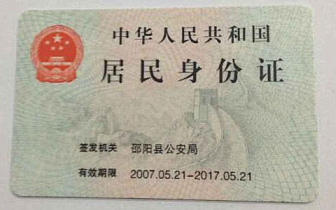 中华人民共和国
居民身份证
签发机关 邵阳县公安局
有效期限 2007.05.21-2017.05.21